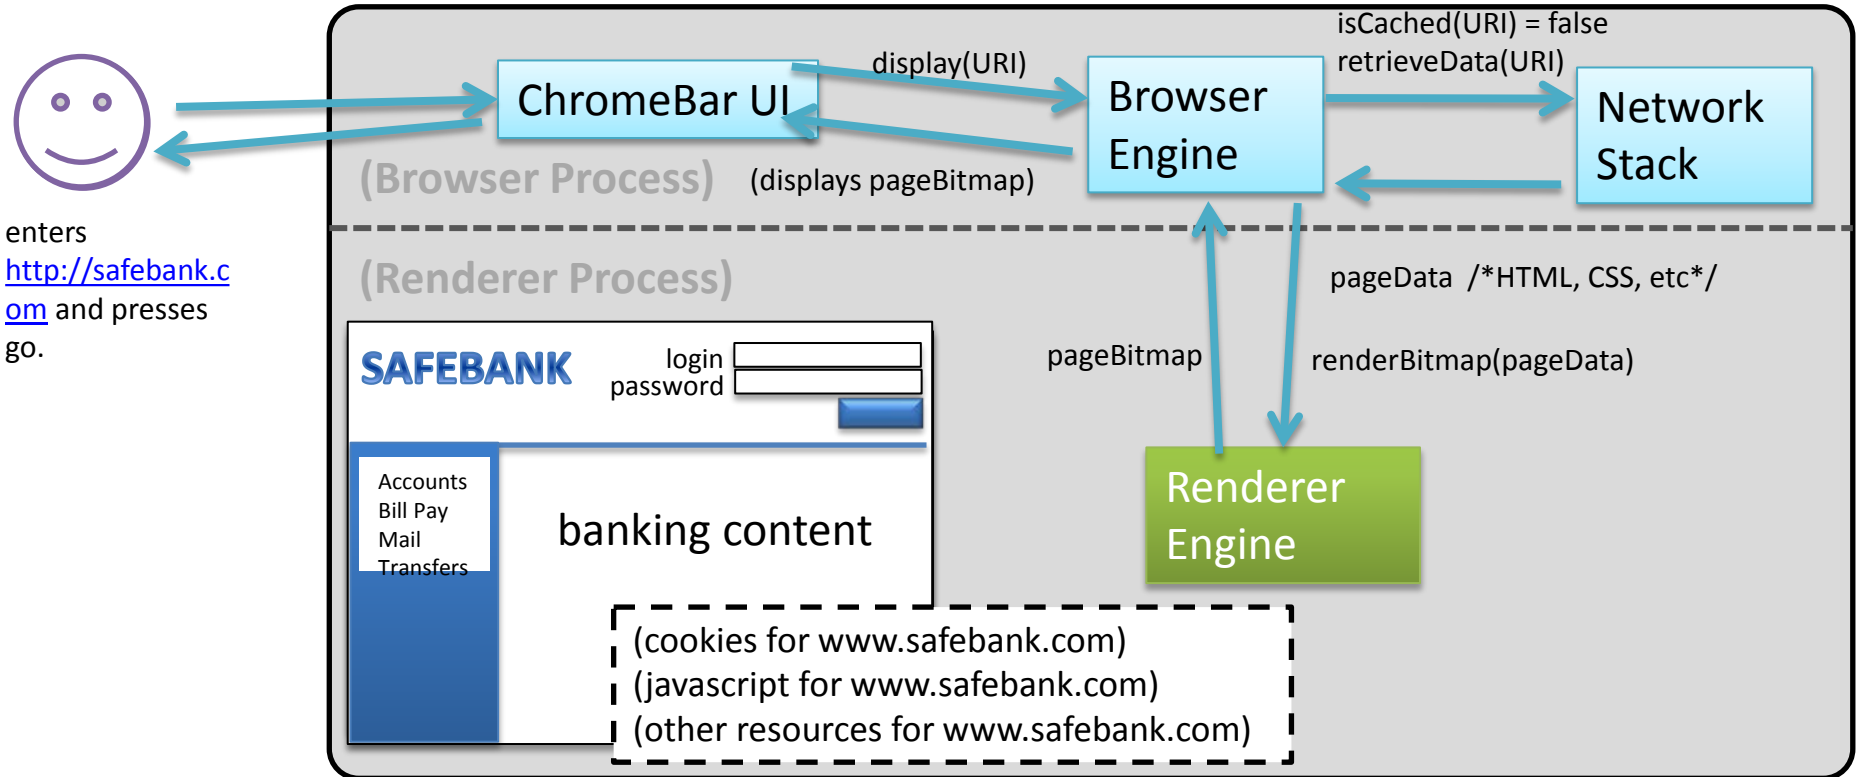 isCached(URI) = false
retrieveData(URI)
display(URI)
ChromeBar UI
Browser
Engine
Network
Stack
(Browser Process)
(displays pageBitmap)
enters
http://safebank.c
om and presses
go.
(Renderer Process)
pageData /*HTML, CSS, etc*/
pageBitmap
renderBitmap(pageData)
SAFEBANK
login
password
Accounts
Bill Pay
Mail
Transfers
banking content
Renderer
Engine
(cookies for www.safebank.com)
(javascript for www.safebank.com)
(other resources for www.safebank.com)